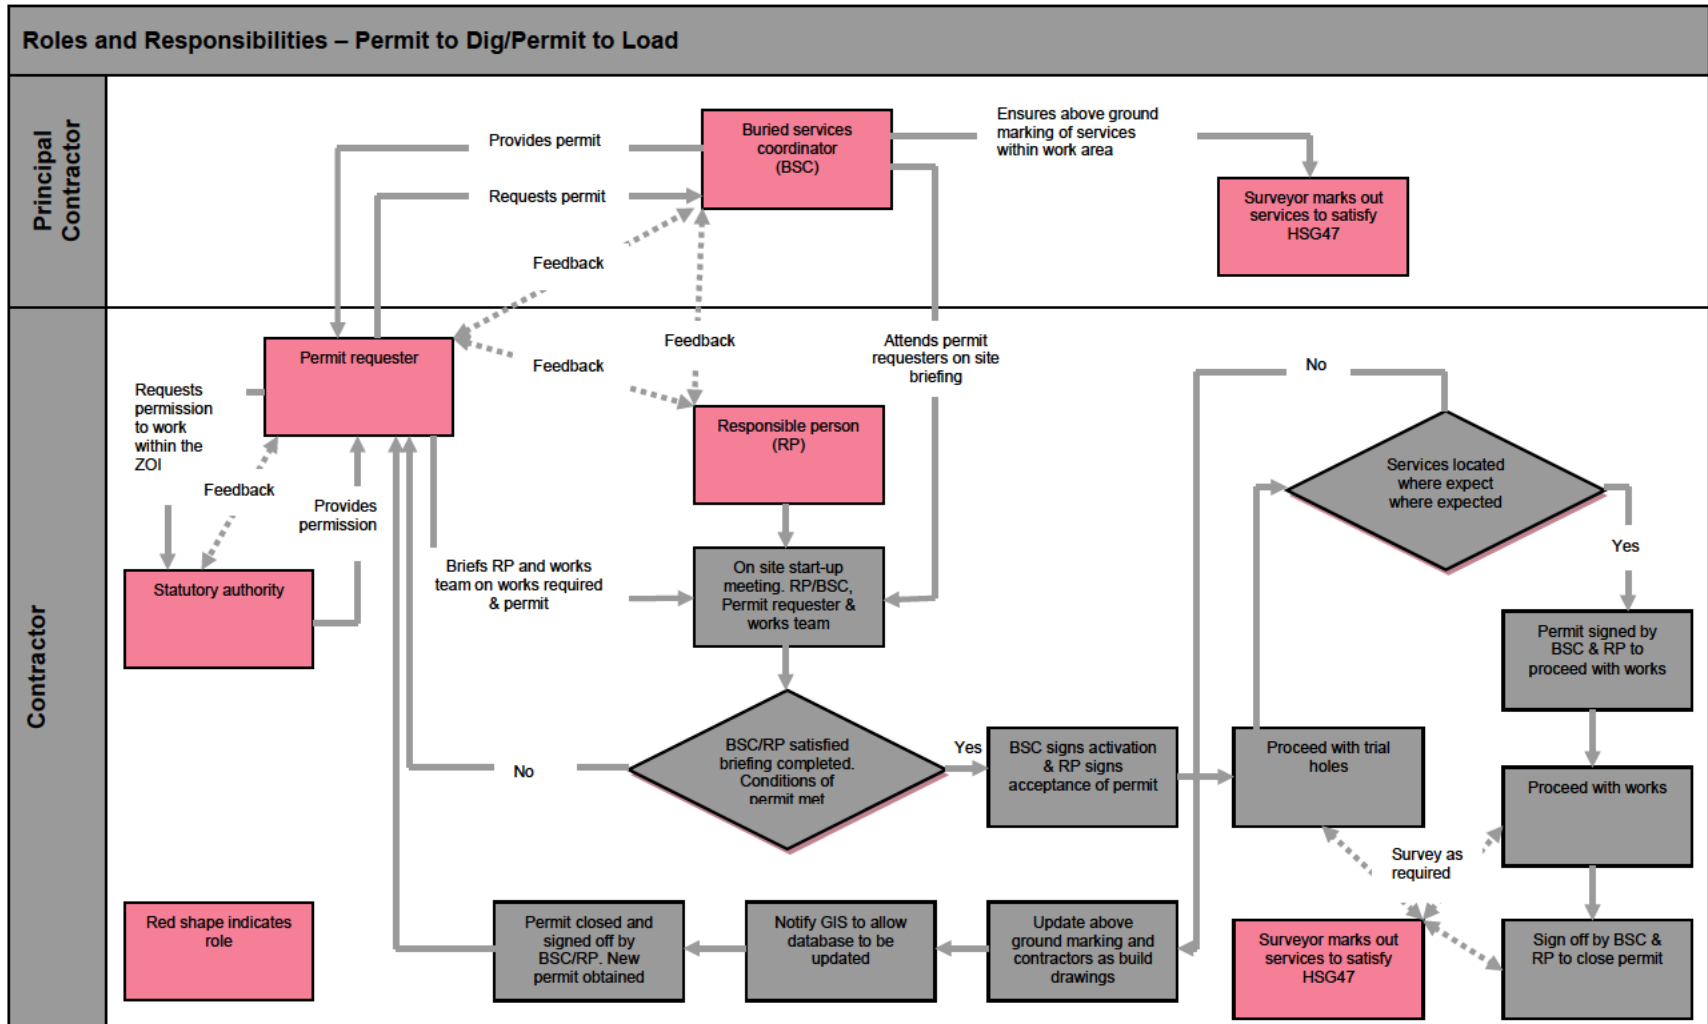 Roles and Responsibilities – Permit to Dig/Permit to Load
Principal
Contractor
Provides permit
Buried services
coordinator
(BSC)
Ensures above ground
marking of services
within work area
Requests permit
Surveyor marks out
services to satisfy
HSG47
Feedback
Contractor
Permit requester
Feedback
Feedback
Attends permit
requesters on site
briefing
No
Requests
permission
to work
within the
ZOI
Responsible person
(RP)
Services located
where expect
where expected
Feedback
Provides
permission
Yes
Statutory authority
Briefs RP and works
team on works required
& permit
On site start-up
meeting. RP/BSC,
Permit requester &
works team
Permit signed by
BSC & RP to
proceed with works
No
BSC/RP satisfied
briefing completed.
Conditions of
permit met
Yes
BSC signs activation
& RP signs
acceptance of permit
Proceed with trial
holes
Proceed with works
Survey as
required
Red shape indicates
role
Permit closed and
signed off by
BSC/RP. New
permit obtained
Notify GIS to allow
database to be
updated
Update above
ground marking and
contractors as build
drawings
Surveyor marks out
services to satisfy
HSG47
Sign off by BSC &
RP to close permit